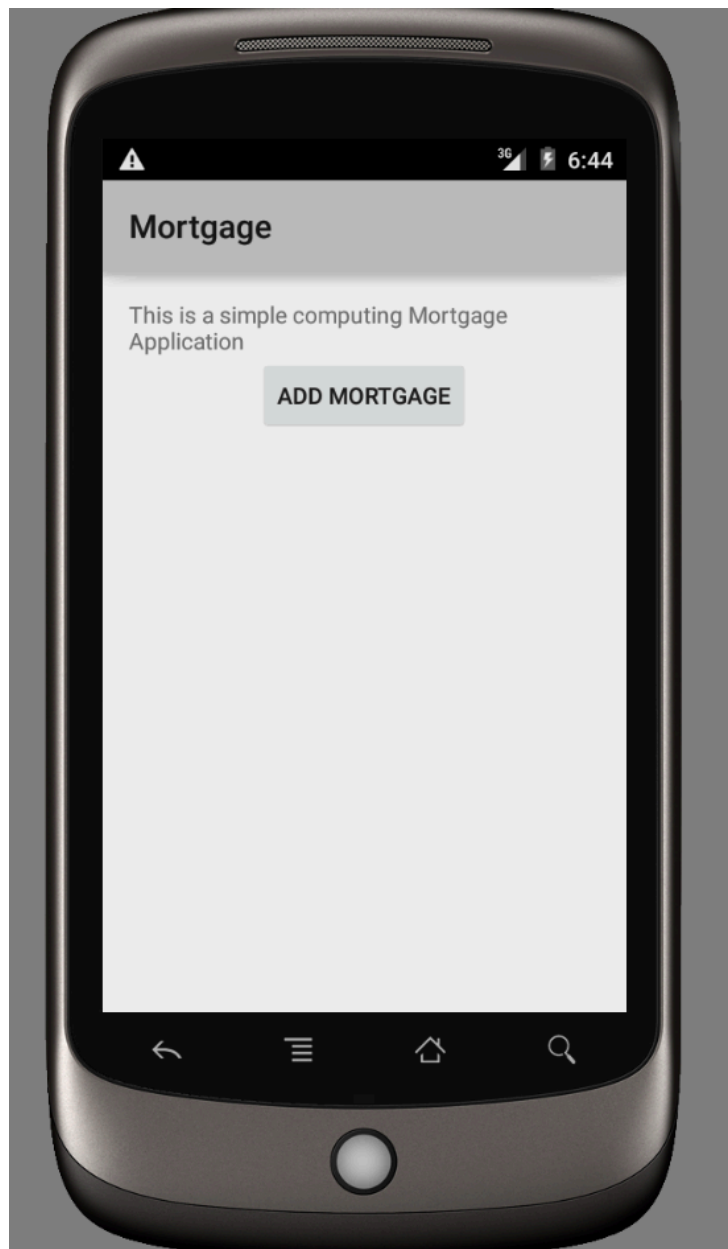 3G 6:44
Mortgage
This is a simple computing Mortgage
Application
ADD MORTGAGE